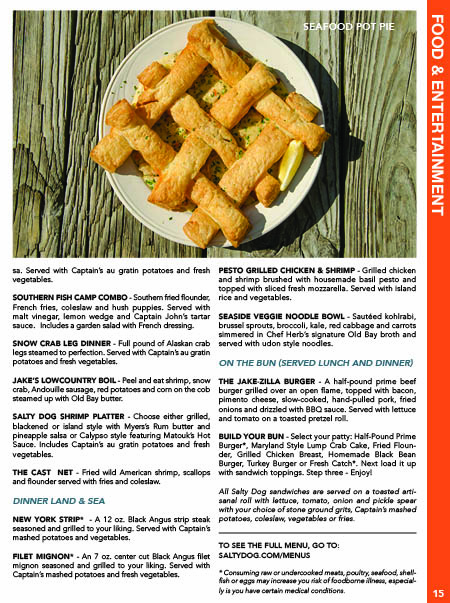 SEAFOOD POT PIE
FOOD & ENTERTAINMENT
sa. Served with Captain's au gratin potatoes and fresh
vegetables.
SOUTHERN FISH CAMP COMBO - Southern fried flounder,
French fries, coleslaw and hush puppies. Served with
malt vinegar, lemon wedge and Captain John's tartar
sauce. Includes a garden salad with French dressing.
SNOW CRAB LEG DINNER - Full pound of Alaskan crab
legs steamed to perfection. Served with Captain's au gratin
potatoes and fresh vegetables.
JAKE'S LOWCOUNTRY BOIL - Peel and eat shrimp, snow
crab, Andouille sausage, red potatoes and corn on the cob
steamed up with Old Bay butter.
SALTY DOG SHRIMP PLATTER - Choose either grilled,
blackened or island style with Myers's Rum butter and
pineapple salsa or Calypso style featuring Matouk's Hot
Sauce. Includes Captain's au gratin potatoes and fresh
vegetables.
THE CAST NET - Fried wild American shrimp, scallops
and flounder served with fries and coleslaw.
DINNER LAND & SEA
NEW YORK STRIP* - A 12 oz. Black Angus strip steak
seasoned and grilled to your liking. Served with Captain's
mashed potatoes and vegetables.
FILET MIGNON* - An 7 oz. center cut Black Angus filet
mignon seasoned and grilled to your liking. Served with
Captain's mashed potatoes and fresh vegetables.
PESTO GRILLED CHICKEN & SHRIMP - Grilled chicken
and shrimp brushed with housemade basil pesto and
topped with sliced fresh mozzarella. Served with island
rice and vegetables.
SEASIDE VEGGIE NOODLE BOWL - Sautéed kohlrabi,
brussel sprouts, broccoli, kale, red cabbage and carrots
simmered in Chef Herb's signature Old Bay broth and
served with udon style noodles.
ON THE BUN (SERVED LUNCH AND DINNER)
THE JAKE-ZILLA BURGER - A half-pound prime beef
burger grilled over an open flame, topped with bacon,
pimento cheese, slow-cooked, hand-pulled pork, fried
onions and drizzled with BBQ sauce. Served with lettuce
and tomato on a toasted pretzel roll.
BUILD YOUR BUN - Select your patty: Half-Pound Prime
Burger*, Maryland Style Lump Crab Cake, Fried Floun-
der, Grilled Chicken Breast, Homemade Black Bean
Burger, Turkey Burger or Fresh Catch*. Next load it up
with sandwich toppings. Step three - Enjoy!
All Salty Dog sandwiches are served on a toasted arti-
sanal roll with lettuce, tomato, onion and pickle spear
with your choice of stone ground grits, Captain's mashed
potatoes, coleslaw, vegetables or fries.
TO SEE THE FULL MENU, GO TO:
SALTYDOG.COM/MENUS
* Consuming raw or undercooked meats, poultry, seafood, shell-
fish or eggs may increase you risk of foodborne illness, especial-
ly is you have certain medical conditions.
15